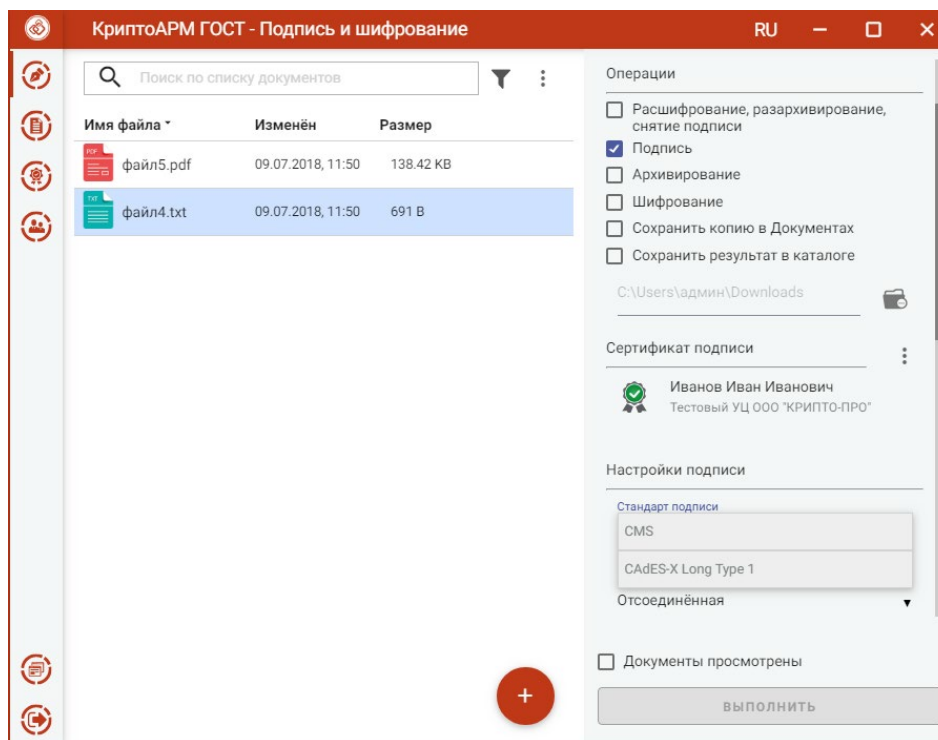 КриптоАРМ ГОСТ - Подпись и шифрование
RU
Поиск по списку документов
Имя файла Изменён Размер
PDF
файл5.pdf 09.07.2018, 11:50 138.42 KB
TXT
файл4.txt 09.07.2018, 11:50 691 B
+
Операции
Расшифрование, разархивирование,
снятие подписи
Подпись
Архивирование
Шифрование
Сохранить копию в Документах
Сохранить результат в каталоге
C:\Users\админ\Downloads
Сертификат подписи
Иванов Иван Иванович
Тестовый УЦ ООО "КРИПТО-ПРО"
Настройки подписи
Стандарт подписи
CMS
CAdES-X Long Type 1
Отсоединённая
Документы просмотрены
ВЫПОЛНИТЬ